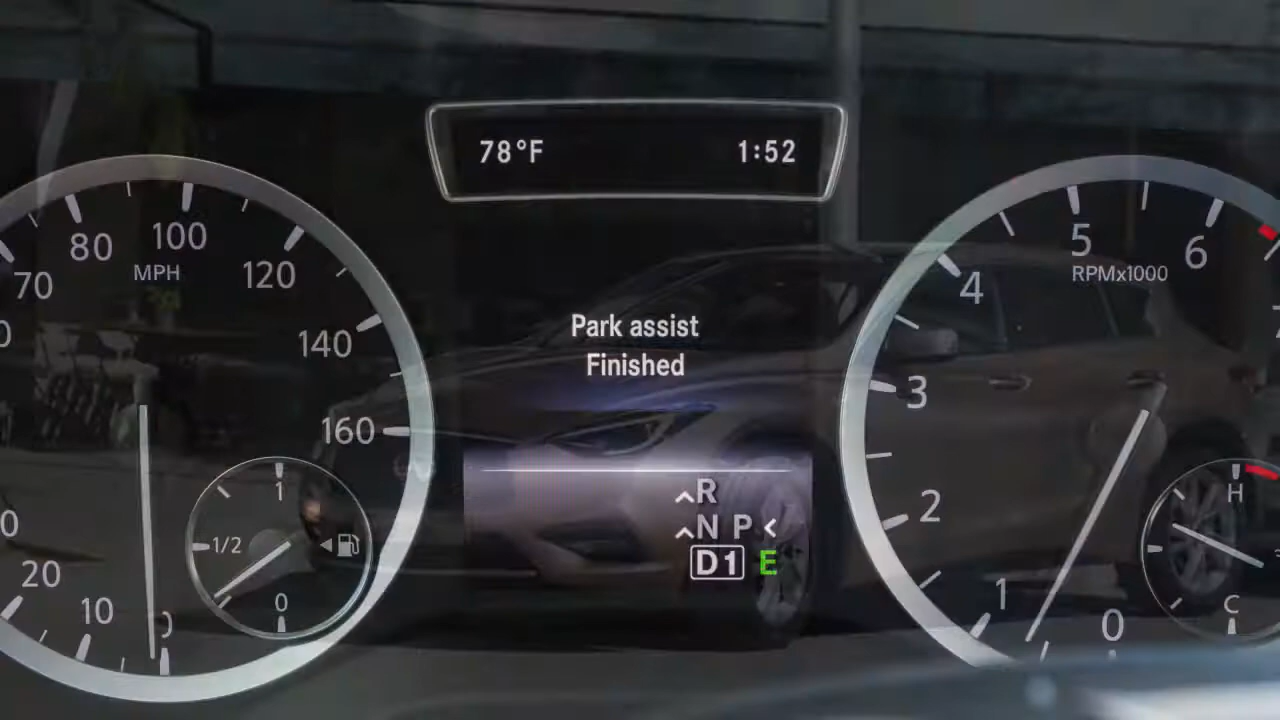 78°F 1:52
Park assist
Finished
R
N P
D1 E
70 80 100 120 140 160
MPH
20 10
1 1/2 0
0 1 2 3 4 5 6
RPMx1000
H
C